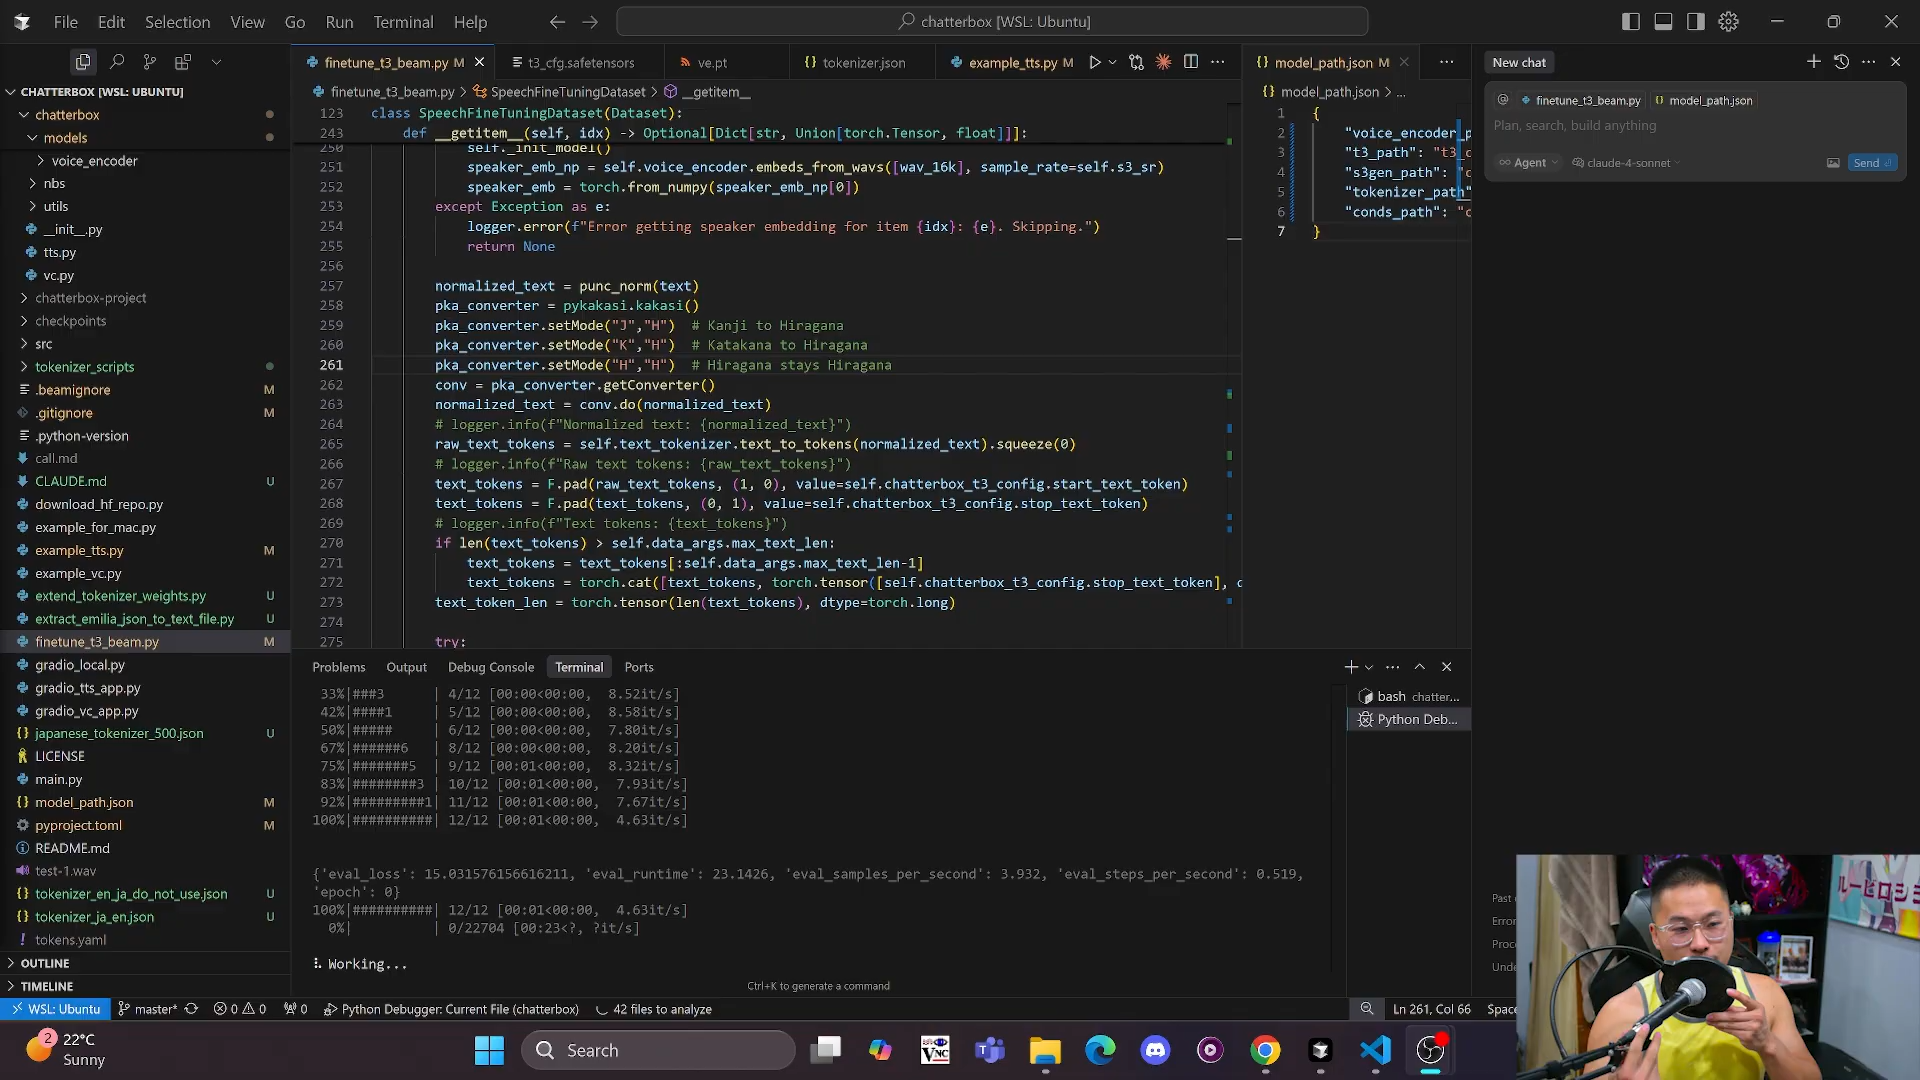 File Edit Selection View Go Run Terminal Help
chatterbox [WSL: Ubuntu]
CHATTERBOX [WSL: UBUNTU]
chatterbox
models
voice_encoder
nbs
utils
__init__.py
tts.py
vc.py
chatterbox-project
checkpoints
src
tokenizer_scripts
.beamignore M
.gitignore M
.python-version
call.md
CLAUDE.md U
download_hf_repo.py
example_for_mac.py
example_tts.py M
example_vc.py
extend_tokenizer_weights.py U
extract_emilia_json_to_text_file.py U
finetune_t3_beam.py M
gradio_local.py
gradio_tts_app.py
gradio_vc_app.py
japanese_tokenizer_500.json U
LICENSE
main.py
model_path.json M
pyproject.toml M
README.md
test-1.wav
tokenizer_en_ja_do_not_use.json U
tokenizer_ja_en.json U
tokens.yaml
OUTLINE
TIMELINE
finetune_t3_beam.py M t3_cfg.safetensors ve.pt tokenizer.json example_tts.py M
finetune_t3_beam.py > SpeechFineTuningDataset > __getitem__
123 class SpeechFineTuningDataset(Dataset):
243 def __getitem__(self, idx) -> Optional[Dict[str, Union[torch.Tensor, float]]]:
250 self._init_model()
251 speaker_emb_np = self.voice_encoder.embeds_from_wavs([wav_16k], sample_rate=self.s3_sr)
252 speaker_emb = torch.from_numpy(speaker_emb_np[0])
253 except Exception as e:
254 logger.error(f"Error getting speaker embedding for item {idx}: {e}. Skipping.")
255 return None
256
257 normalized_text = punc_norm(text)
258 pka_converter = pykakasi.kakasi()
259 pka_converter.setMode("J","H") # Kanji to Hiragana
260 pka_converter.setMode("K","H") # Katakana to Hiragana
261 pka_converter.setMode("H","H") # Hiragana stays Hiragana
262 conv = pka_converter.getConverter()
263 normalized_text = conv.do(normalized_text)
264 # logger.info(f"Normalized text: {normalized_text}")
265 raw_text_tokens = self.text_tokenizer.text_to_tokens(normalized_text).squeeze(0)
266 # logger.info(f"Raw text tokens: {raw_text_tokens}")
267 text_tokens = F.pad(raw_text_tokens, (1, 0), value=self.chatterbox_t3_config.start_text_token)
268 text_tokens = F.pad(text_tokens, (0, 1), value=self.chatterbox_t3_config.stop_text_token)
269 # logger.info(f"Text tokens: {text_tokens}")
270 if len(text_tokens) > self.data_args.max_text_len:
271 text_tokens = text_tokens[:self.data_args.max_text_len-1]
272 text_tokens = torch.cat([text_tokens, torch.tensor([self.chatterbox_t3_config.stop_text_token], d
273 text_token_len = torch.tensor(len(text_tokens), dtype=torch.long)
274
275 try:
model_path.json M
model_path.json > ...
1 {
2 "voice_encoder_p
3 "t3_path": "t3_c
4 "s3gen_path": "c
5 "tokenizer_path"
6 "conds_path": "c
7 }
New chat
@ finetune_t3_beam.py model_path.json
Plan, search, build anything
Agent claude-4-sonnet Send
Past c
Error
Proc
Unde
Problems Output Debug Console Terminal Ports
33%|###3 | 4/12 [00:00<00:00, 8.52it/s]
42%|####1 | 5/12 [00:00<00:00, 8.58it/s]
50%|##### | 6/12 [00:00<00:00, 7.80it/s]
67%|######6 | 8/12 [00:00<00:00, 8.20it/s]
75%|#######5 | 9/12 [00:00<00:00, 8.32it/s]
83%|########3 | 10/12 [00:01<00:00, 7.93it/s]
92%|#########1| 11/12 [00:01<00:00, 7.67it/s]
100%|##########| 12/12 [00:01<00:00, 4.63it/s]
{'eval_loss': 15.031576156616211, 'eval_runtime': 23.1426, 'eval_samples_per_second': 3.932, 'eval_steps_per_second': 0.519,
'epoch': 0}
100%|##########| 12/12 [00:01<00:00, 4.63it/s]
0%| | 0/22704 [00:23<?, ?it/s]
Working...
Ctrl+K to generate a command
bash chatter...
Python Deb...
WSL: Ubuntu master* 0 0 0 Python Debugger: Current File (chatterbox) 42 files to analyze Ln 261, Col 66 Space
2
22°C
Sunny
Search
VNC